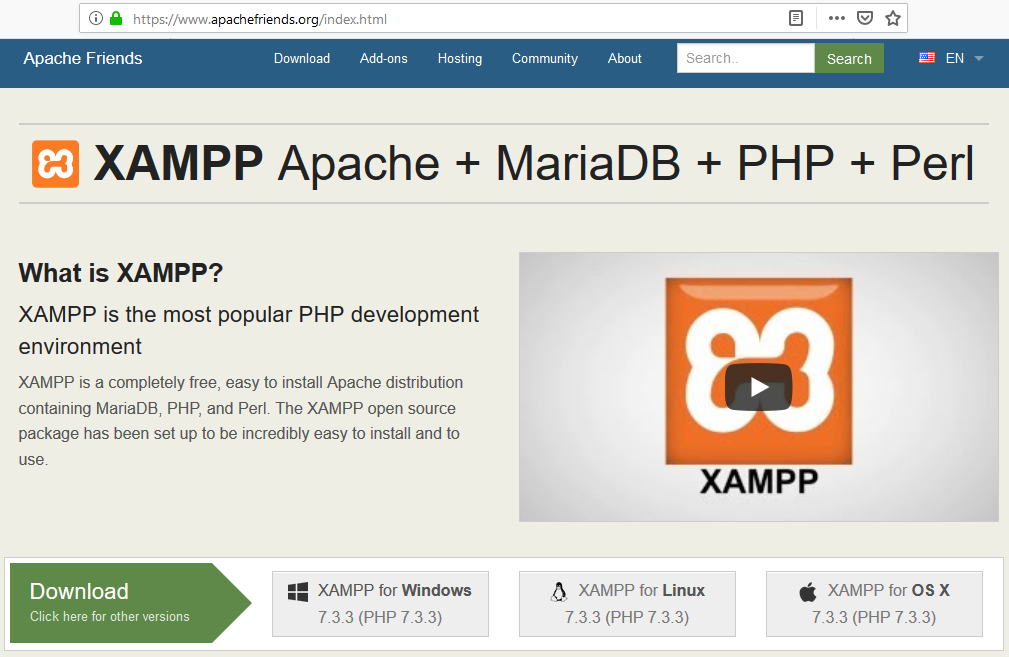 https://www.apachefriends.org/index.html
Apache Friends Download Add-ons Hosting Community About Search.. Search EN
XAMPP Apache + MariaDB + PHP + Perl
What is XAMPP?
XAMPP is the most popular PHP development
environment
XAMPP is a completely free, easy to install Apache distribution
containing MariaDB, PHP, and Perl. The XAMPP open source
package has been set up to be incredibly easy to install and to
use.
XAMPP
Download
Click here for other versions
XAMPP for Windows
7.3.3 (PHP 7.3.3)
XAMPP for Linux
7.3.3 (PHP 7.3.3)
XAMPP for OS X
7.3.3 (PHP 7.3.3)